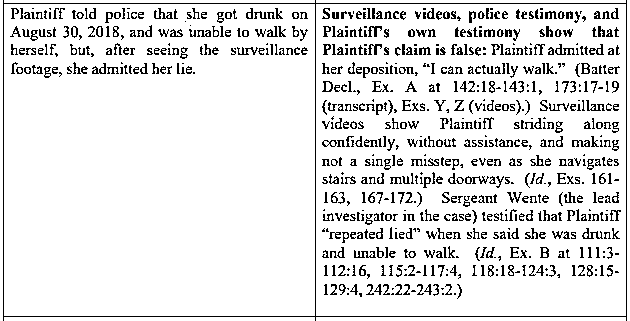 Plaintiff told police that she got drunk on
August 30, 2018, and was unable to walk by
herself, but, after seeing the surveillance
footage, she admitted her lie.
Surveillance videos, police testimony, and
Plaintiff's own testimony show that
Plaintiff's claim is false: Plaintiff admitted at
her deposition, “I can actually walk.” (Batter
Decl., Ex. A at 142:18-143:1, 173:17-19
(transcript), Exs. Y, Z (videos).) Surveillance
videos show Plaintiff striding along
confidently, without assistance, and making
not a single misstep, even as she navigates
stairs and multiple doorways. (Id., Exs. 161-
163, 167-172.) Sergeant Wente (the lead
investigator in the case) testified that Plaintiff
“repeated lied” when she said she was drunk
and unable to walk. (Id., Ex. B at 111:3-
112:16, 115:2-117:4, 118:18-124:3, 128:15-
129:4, 242:22-243:2.)